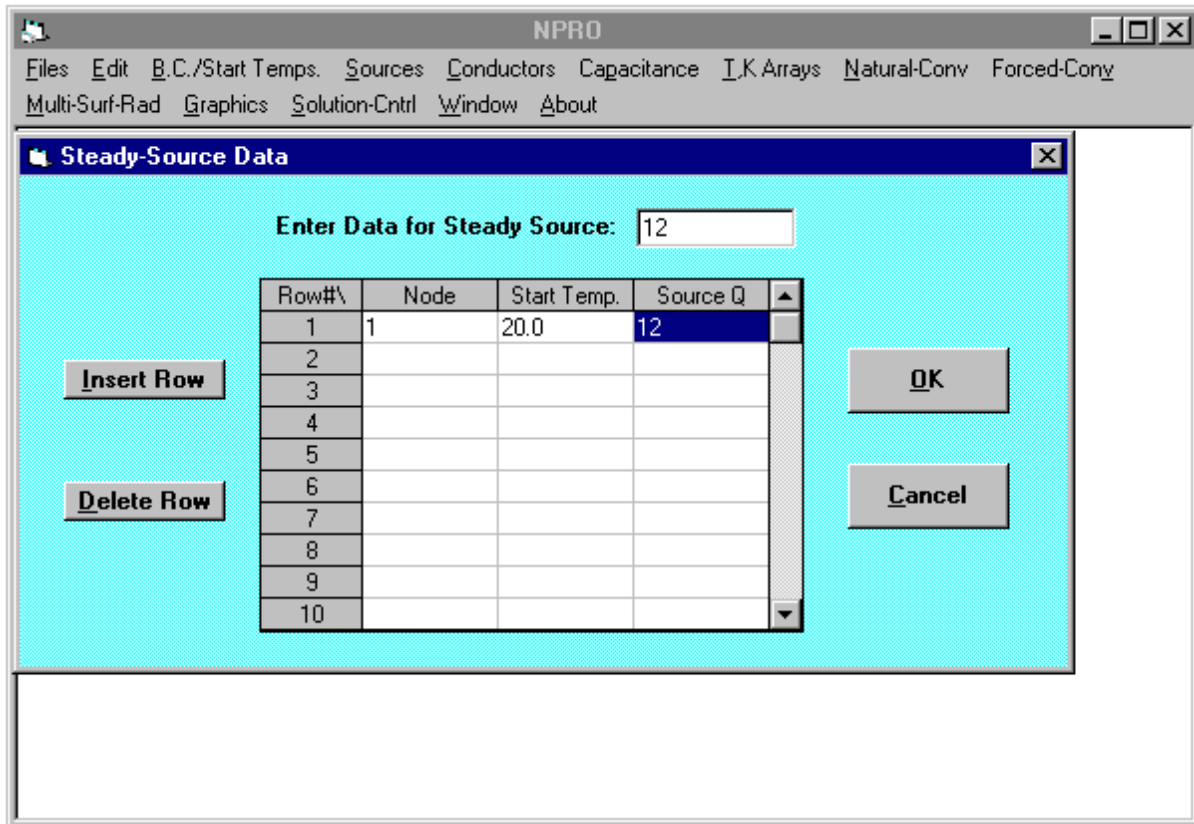 NPRO
Files Edit B.C./Start Temps. Sources Conductors Capacitance T,K Arrays Natural-Conv Forced-Conv
Multi-Surf-Rad Graphics Solution-Cntrl Window About
Steady-Source Data
Enter Data for Steady Source: 12
Row#\ Node Start Temp. Source Q
1 1 20.0 12
2
3
4
5
6
7
8
9
10
Insert Row
Delete Row
OK
Cancel